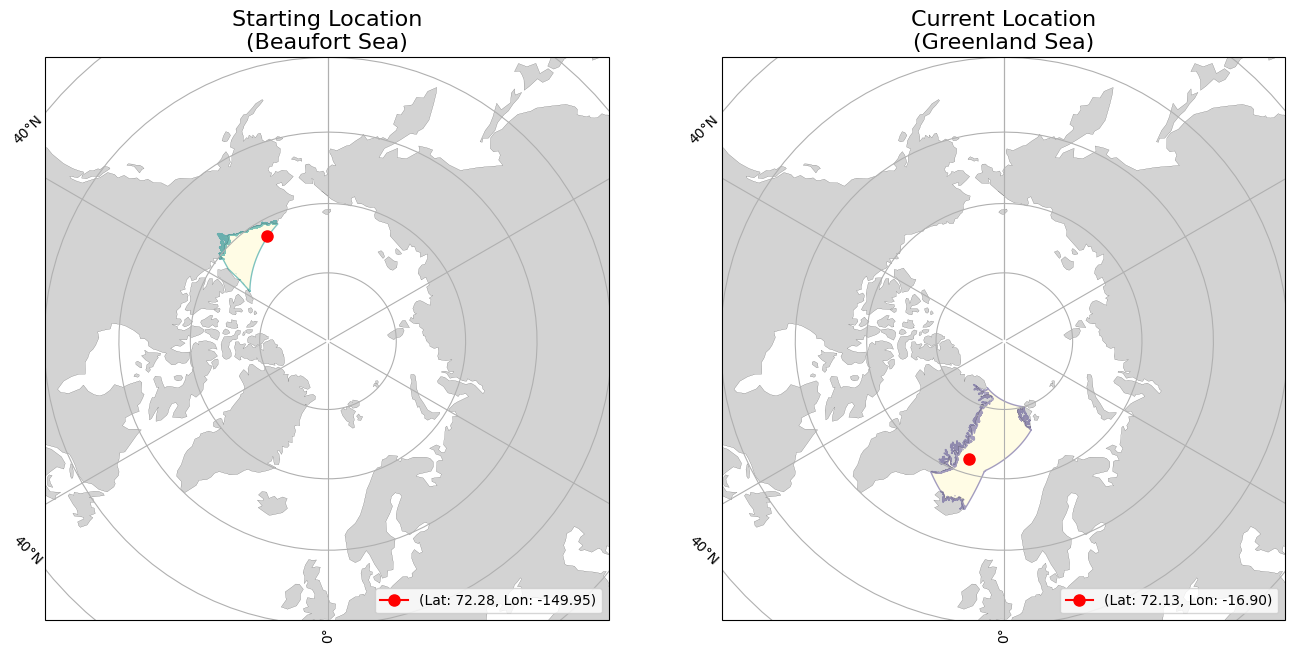 Starting Location
(Beaufort Sea)
40°N
40°N
0°
(Lat: 72.28, Lon: -149.95)
Current Location
(Greenland Sea)
40°N
40°N
0°
(Lat: 72.13, Lon: -16.90)